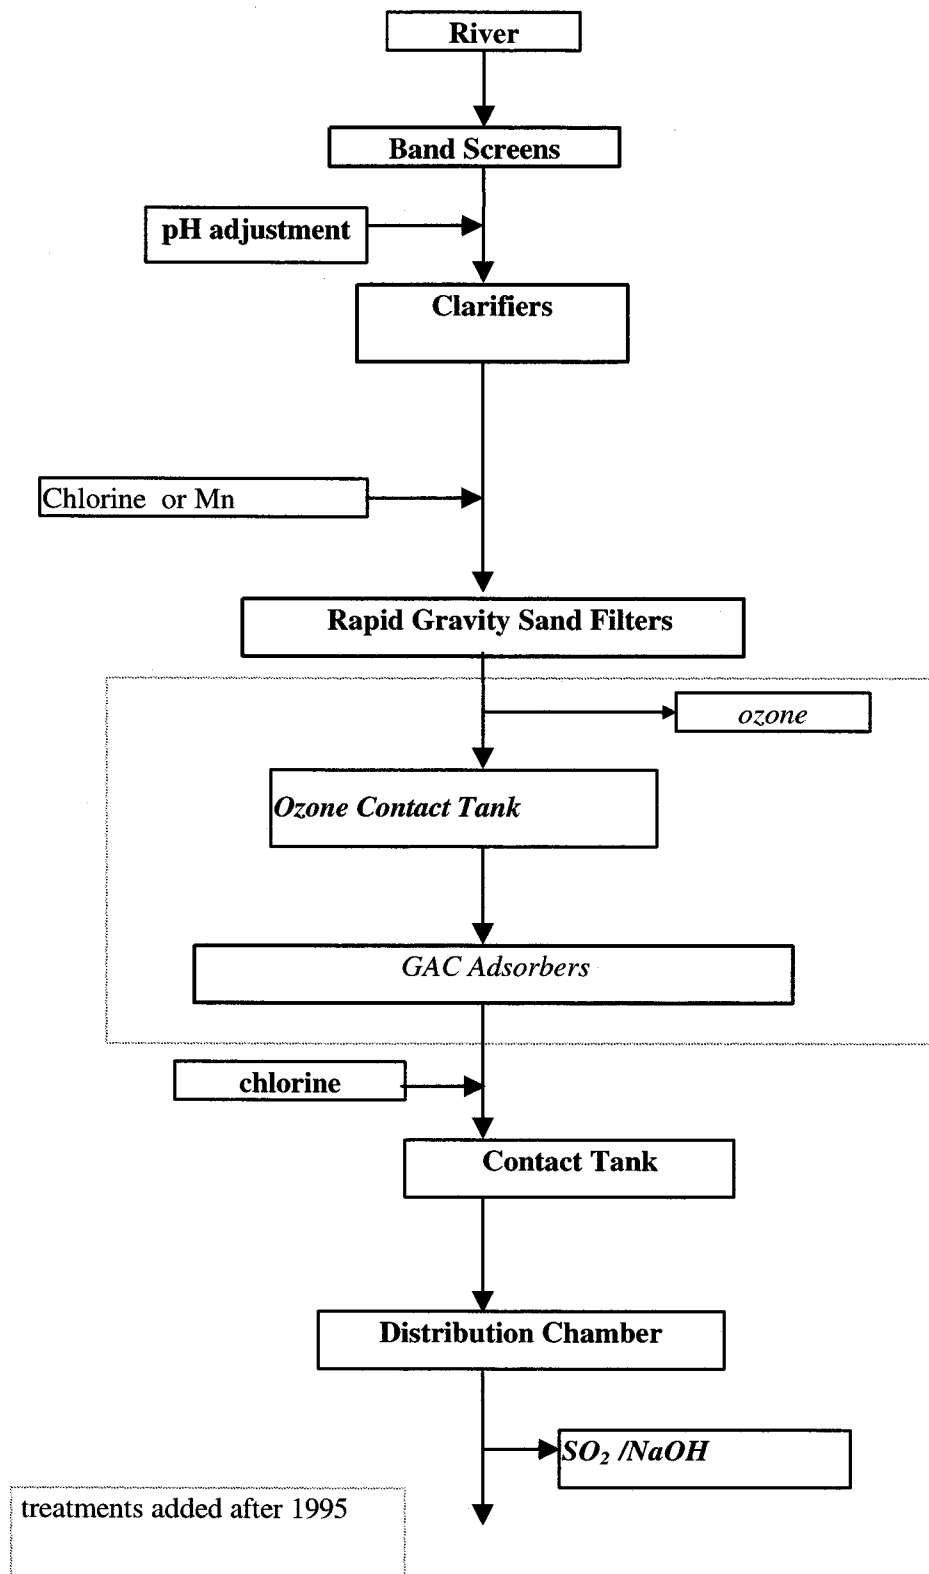 River
Band Screens
pH adjustment
Clarifiers
Chlorine or Mn
Rapid Gravity Sand Filters
ozone
Ozone Contact Tank
GAC Adsorbers
chlorine
Contact Tank
Distribution Chamber
SO₂ /NaOH
treatments added after 1995